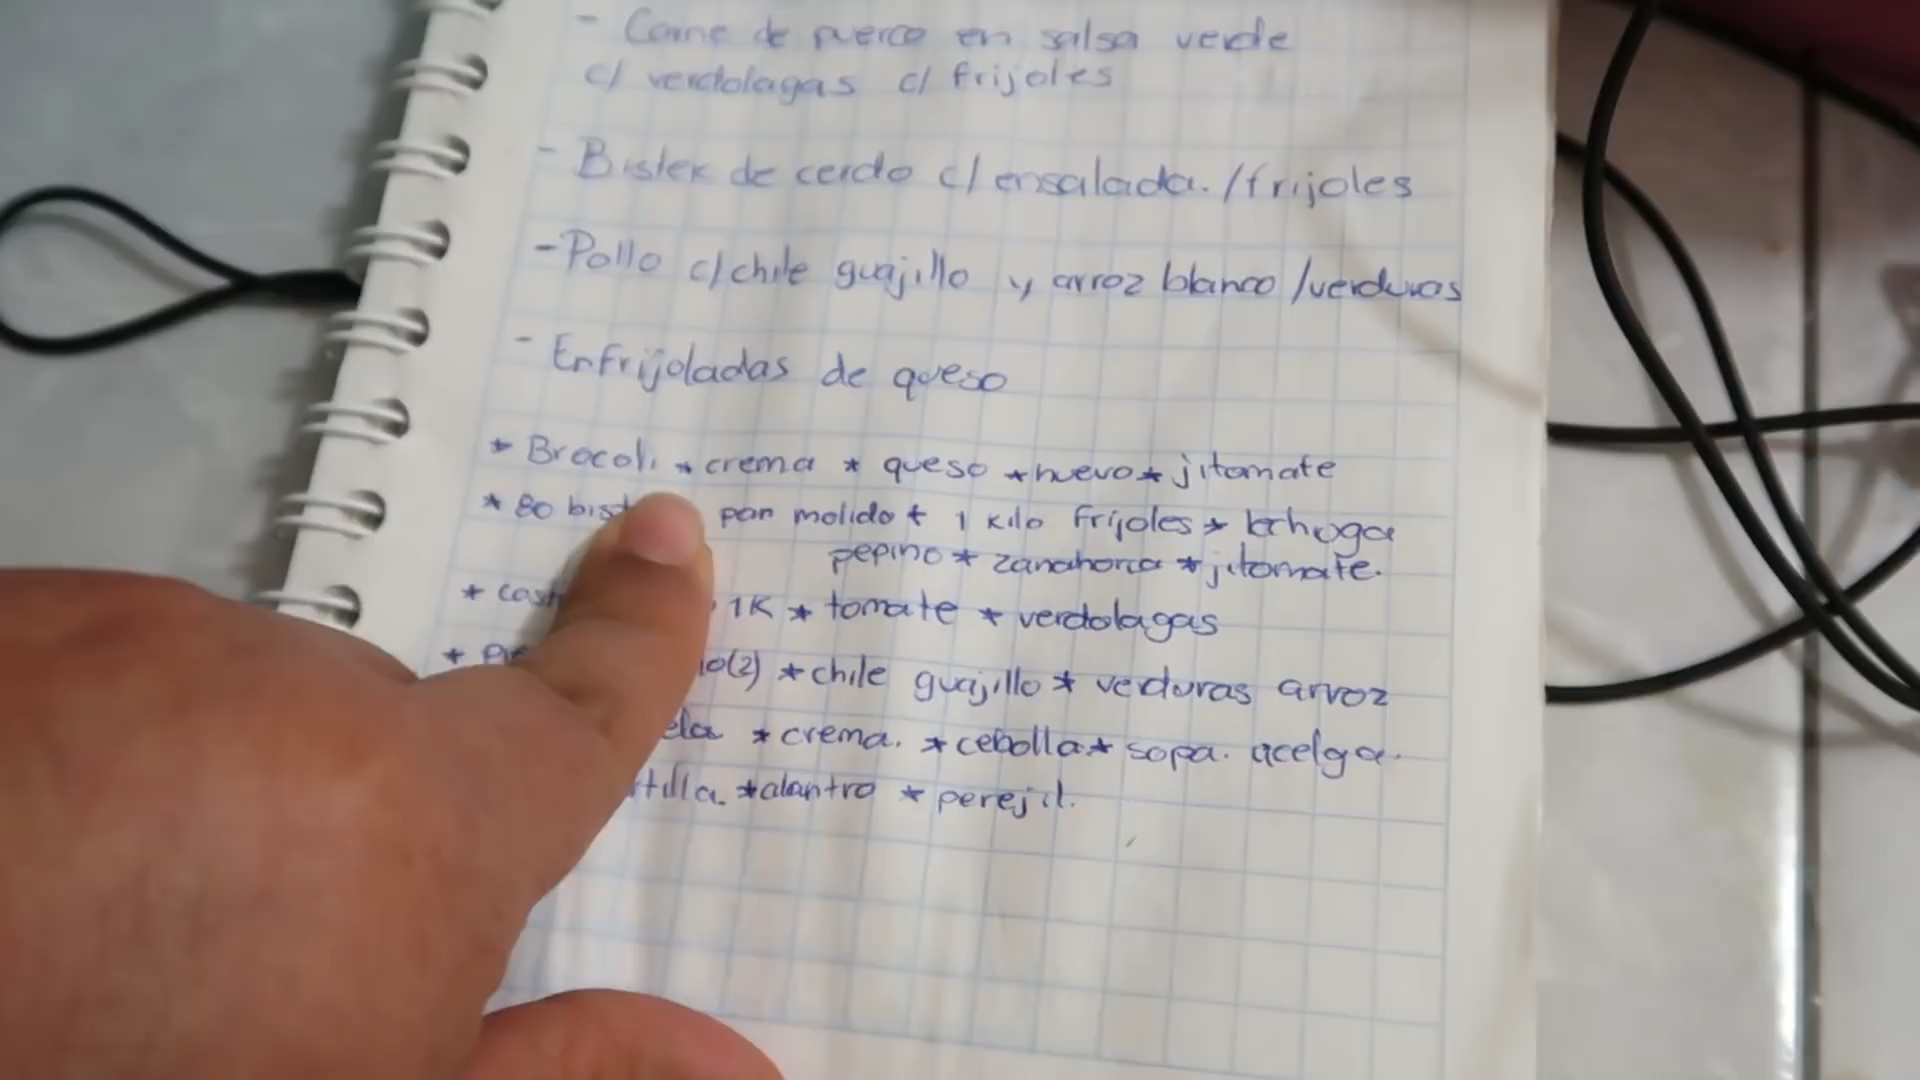 - Carne de puerco en salsa verde
c/ verdolagas c/ frijoles
- Bistek de cerdo c/ ensalada. / frijoles
- Pollo c/chile guajillo y arroz blanco /verduras
- Enfrijoladas de queso
* Brocoli * crema * queso * huevo * jitomate
* 80 pan molido * 1 kilo frijoles * lechuga
pepino * zanahoria * jitomate.
* 1K * tomate * verdolagas
* (2) * chile guajillo * verduras arroz
* crema. * cebolla * sopa. acelga.
* cilantro * perejil.